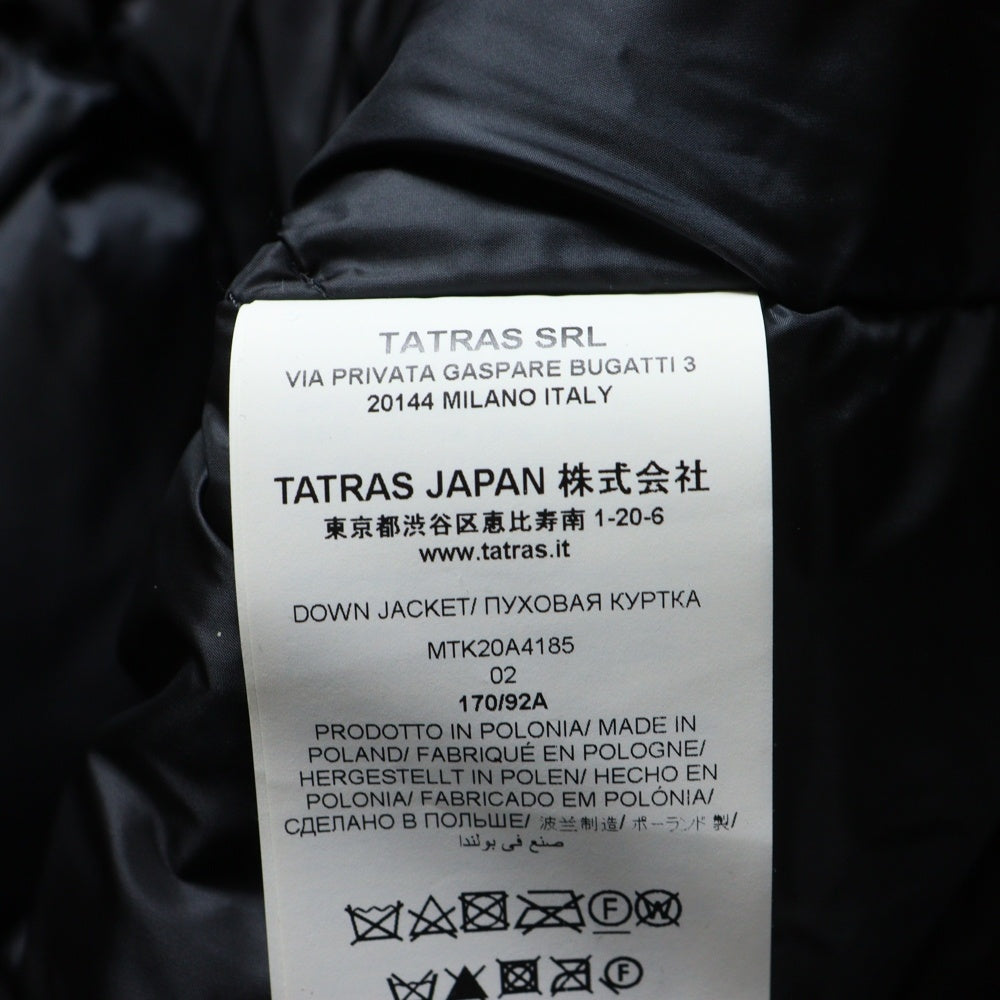 TATRAS SRL
VIA PRIVATA GASPARE BUGATTI 3
20144 MILANO ITALY
TATRAS JAPAN 株式会社
東京都渋谷区恵比寿南 1-20-6
www.tatras.it
DOWN JACKET/ ПУХОВАЯ КУРТКА
MTK20A4185
02
170/92A
PRODOTTO IN POLONIA/ MADE IN
POLAND/ FABRIQUÉ EN POLOGNE/
HERGESTELLT IN POLEN/ HECHO EN
POLONIA/ FABRICADO EM POLÓNIA/
СДЕЛАНО В ПОЛЬШЕ/ 波兰制造/ ポーランド製/
صنع في بولندا
F W
F